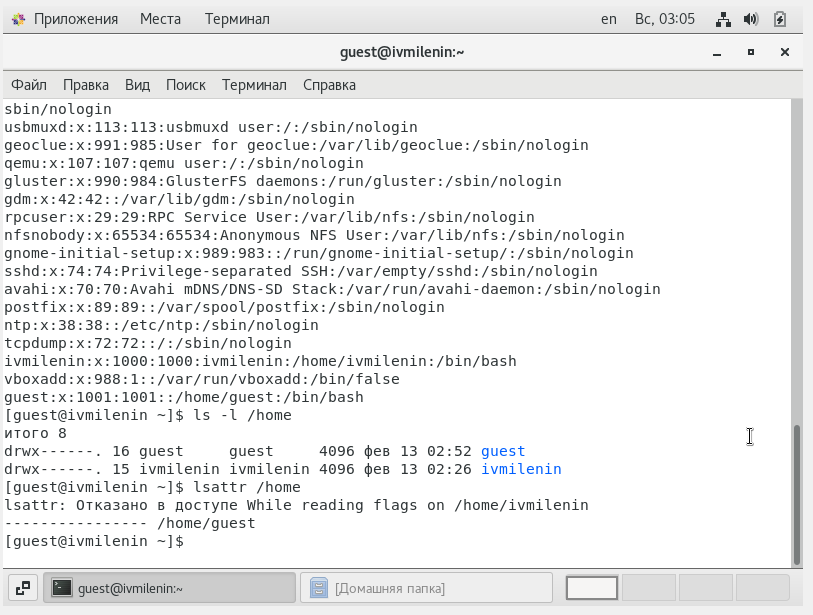 Приложения Места Терминал en Вс, 03:05
guest@ivmilenin:~
Файл Правка Вид Поиск Терминал Справка
sbin/nologin
usbmuxd:x:113:113:usbmuxd user:/:/sbin/nologin
geoclue:x:991:985:User for geoclue:/var/lib/geoclue:/sbin/nologin
qemu:x:107:107:qemu user:/:/sbin/nologin
gluster:x:990:984:GlusterFS daemons:/run/gluster:/sbin/nologin
gdm:x:42:42::/var/lib/gdm:/sbin/nologin
rpcuser:x:29:29:RPC Service User:/var/lib/nfs:/sbin/nologin
nfsnobody:x:65534:65534:Anonymous NFS User:/var/lib/nfs:/sbin/nologin
gnome-initial-setup:x:989:983::/run/gnome-initial-setup/:/sbin/nologin
sshd:x:74:74:Privilege-separated SSH:/var/empty/sshd:/sbin/nologin
avahi:x:70:70:Avahi mDNS/DNS-SD Stack:/var/run/avahi-daemon:/sbin/nologin
postfix:x:89:89::/var/spool/postfix:/sbin/nologin
ntp:x:38:38::/etc/ntp:/sbin/nologin
tcpdump:x:72:72::/:/sbin/nologin
ivmilenin:x:1000:1000:ivmilenin:/home/ivmilenin:/bin/bash
vboxadd:x:988:1::/var/run/vboxadd:/bin/false
guest:x:1001:1001::/home/guest:/bin/bash
[guest@ivmilenin ~]$ ls -l /home
итого 8
drwx------. 16 guest     guest     4096 фев 13 02:52 guest
drwx------. 15 ivmilenin ivmilenin 4096 фев 13 02:26 ivmilenin
[guest@ivmilenin ~]$ lsattr /home
lsattr: Отказано в доступе While reading flags on /home/ivmilenin
---------------- /home/guest
[guest@ivmilenin ~]$
guest@ivmilenin:~ [Домашняя папка]